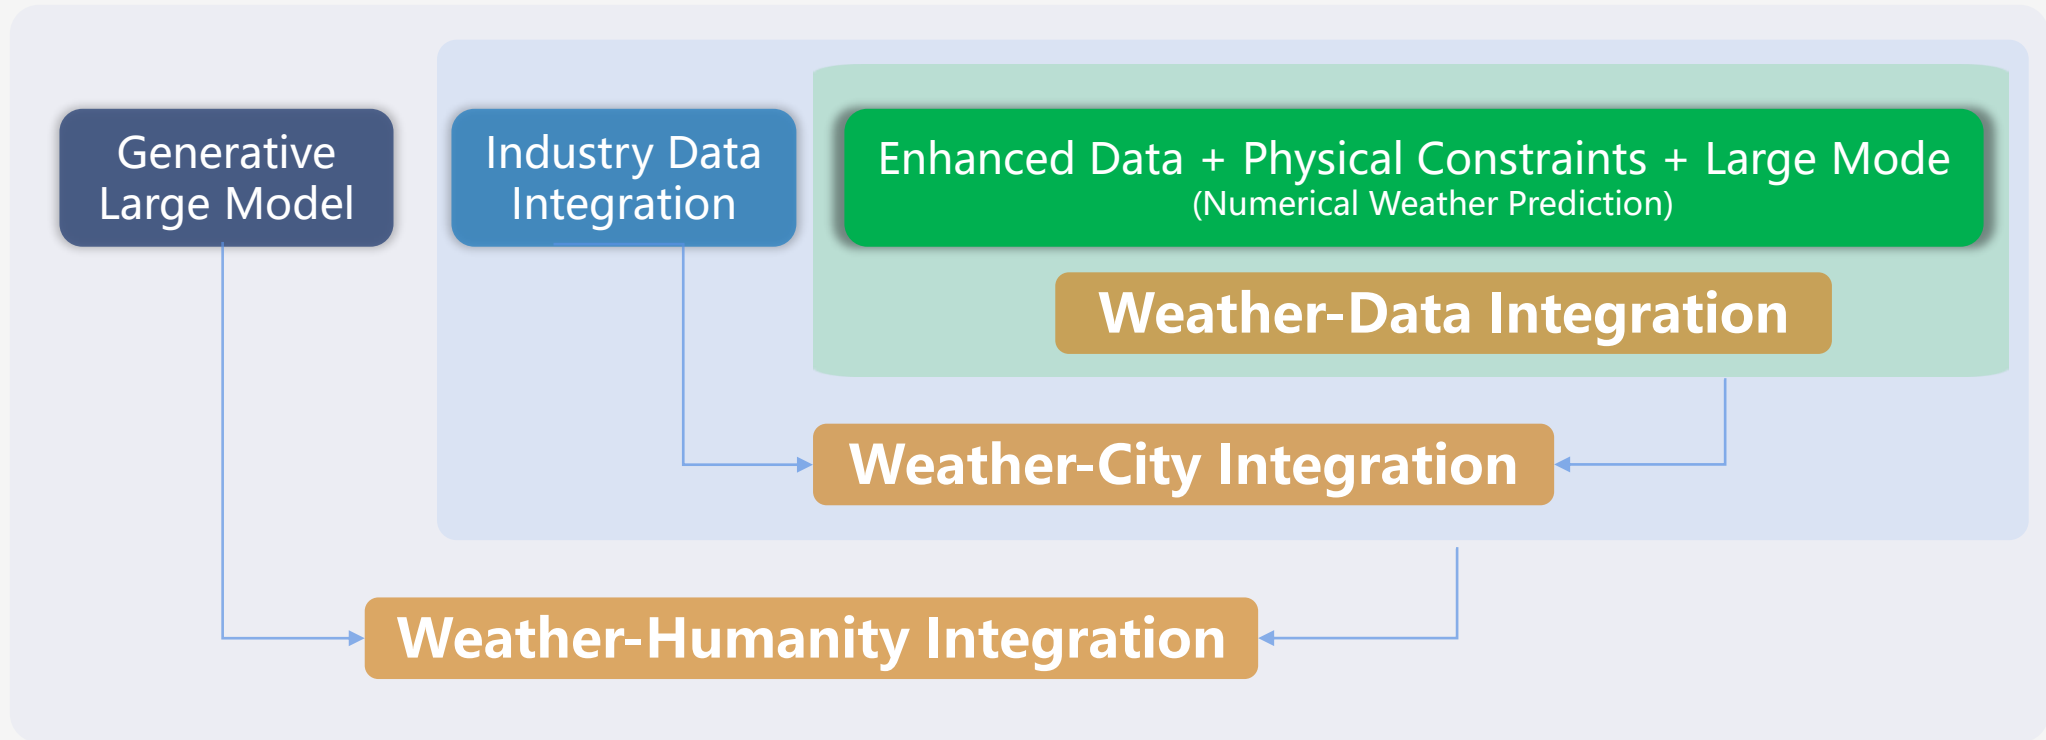 Generative
Large Model
Industry Data
Integration
Enhanced Data + Physical Constraints + Large Mode
(Numerical Weather Prediction)
Weather-Data Integration
Weather-City Integration
Weather-Humanity Integration